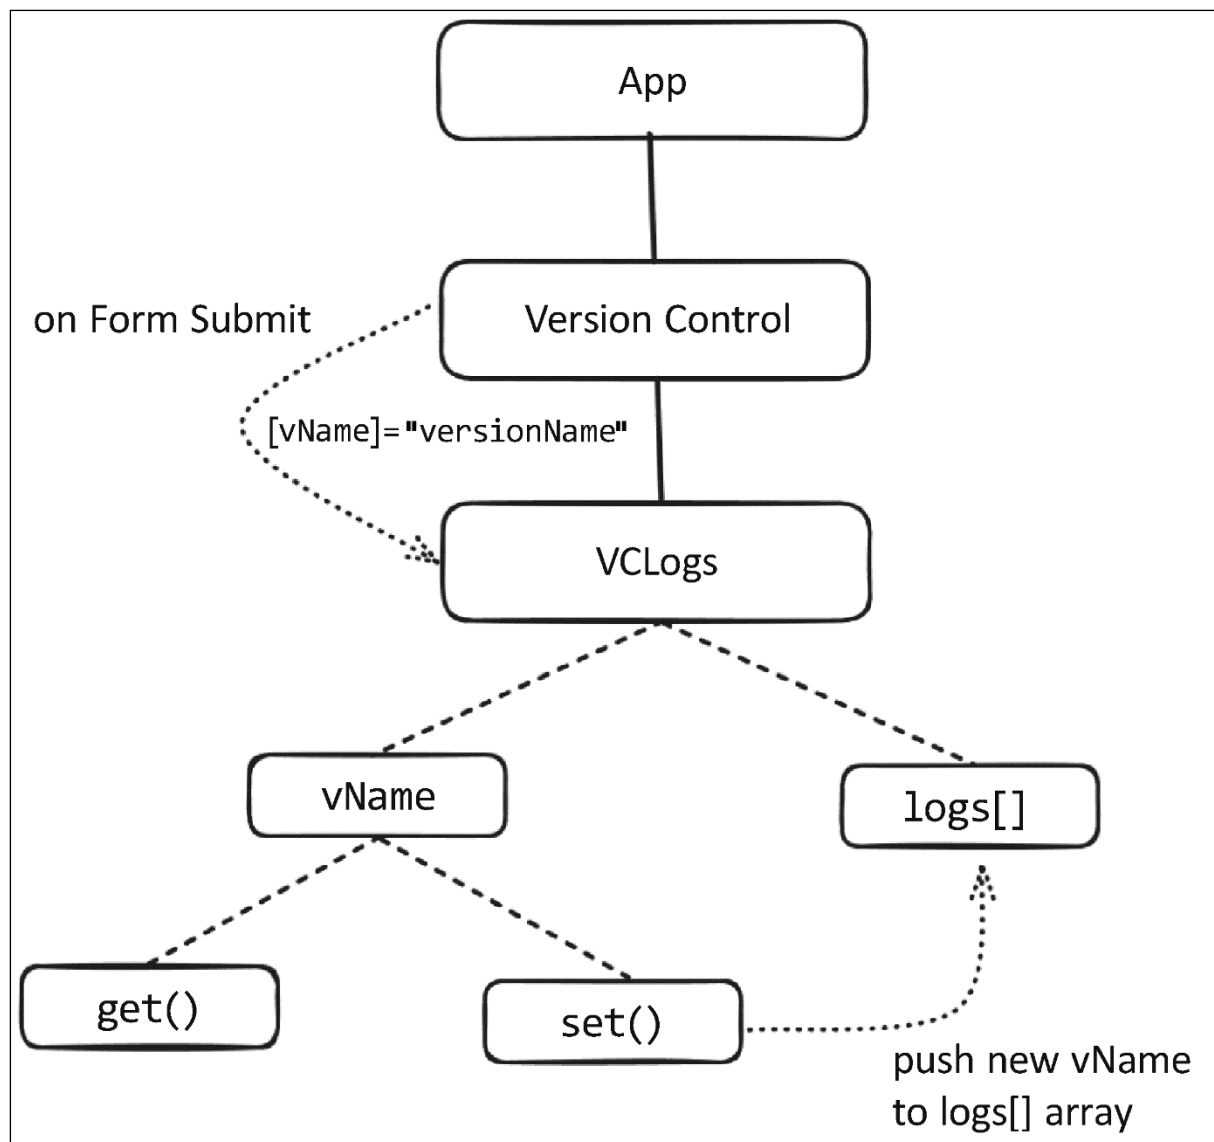 App
on Form Submit
Version Control
[vName]="versionName"
VCLogs
vName
logs[]
get()
set()
push new vName
to logs[] array